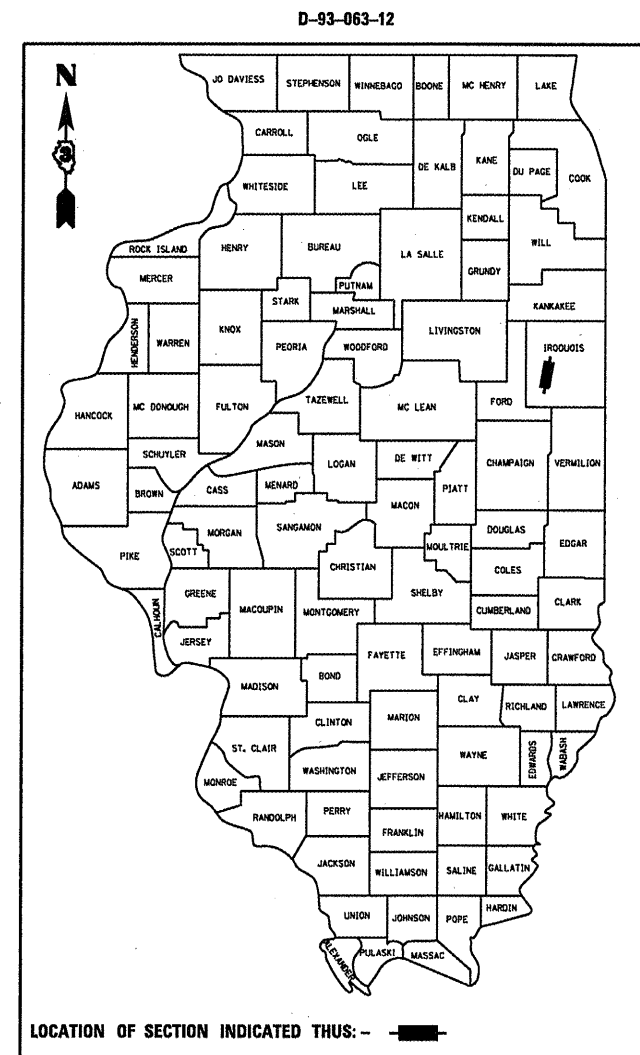 D-93-063-12
N
JO DAVIESS
STEPHENSON
WINNEBAGO
BOONE
MC HENRY
LAKE
CARROLL
OGLE
DE KALB
KANE
DU PAGE
COOK
WHITESIDE
LEE
KENDALL
WILL
ROCK ISLAND
HENRY
BUREAU
LA SALLE
GRUNDY
MERCER
PUTNAM
STARK
MARSHALL
KANKAKEE
HENDERSON
WARREN
KNOX
PEORIA
WOODFORD
LIVINGSTON
IROQUOIS
HANCOCK
MC DONOUGH
FULTON
TAZEWELL
MC LEAN
FORD
SCHUYLER
MASON
LOGAN
DE WITT
CHAMPAIGN
VERMILION
ADAMS
BROWN
CASS
MENARD
MACON
PIATT
PIKE
SCOTT
MORGAN
SANGAMON
CHRISTIAN
MOULTRIE
DOUGLAS
EDGAR
COLES
CALHOUN
GREENE
MACOUPIN
MONTGOMERY
SHELBY
CUMBERLAND
CLARK
JERSEY
FAYETTE
EFFINGHAM
JASPER
CRAWFORD
MADISON
BOND
CLAY
RICHLAND
LAWRENCE
CLINTON
MARION
ST. CLAIR
WAYNE
EDWARDS
WABASH
MONROE
WASHINGTON
JEFFERSON
RANDOLPH
PERRY
HAMILTON
WHITE
FRANKLIN
JACKSON
WILLIAMSON
SALINE
GALLATIN
UNION
JOHNSON
POPE
HARDIN
ALEXANDER
PULASKI
MASSAC
LOCATION OF SECTION INDICATED THUS: -